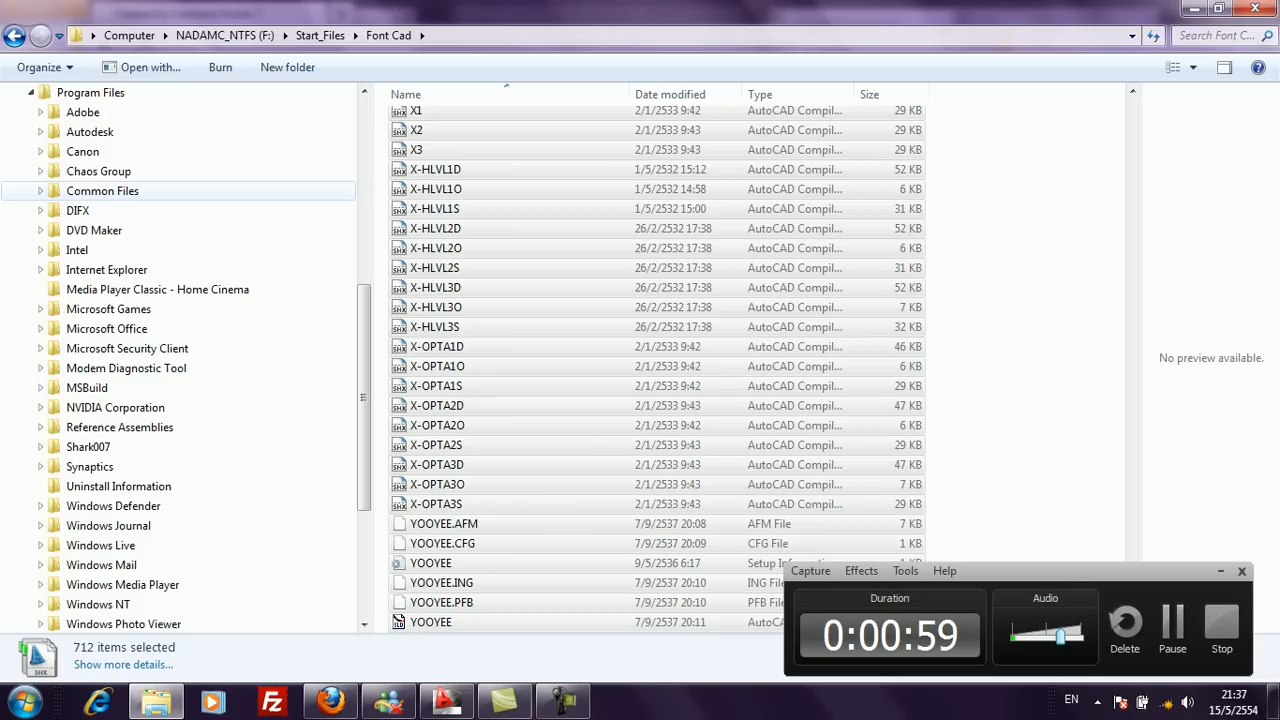 Computer NADAMC_NTFS (F:) Start_Files Font Cad Search Font C...
Organize Open with... Burn New folder
Program Files
Adobe
Autodesk
Canon
Chaos Group
Common Files
DIFX
DVD Maker
Intel
Internet Explorer
Media Player Classic - Home Cinema
Microsoft Games
Microsoft Office
Microsoft Security Client
Modem Diagnostic Tool
MSBuild
NVIDIA Corporation
Reference Assemblies
Shark007
Synaptics
Uninstall Information
Windows Defender
Windows Journal
Windows Live
Windows Mail
Windows Media Player
Windows NT
Windows Photo Viewer
Name Date modified Type Size
X1 2/1/2533 9:42 AutoCAD Compil... 29 KB
X2 2/1/2533 9:43 AutoCAD Compil... 29 KB
X3 2/1/2533 9:43 AutoCAD Compil... 29 KB
X-HLVL1D 1/5/2532 15:12 AutoCAD Compil... 52 KB
X-HLVL1O 1/5/2532 14:58 AutoCAD Compil... 6 KB
X-HLVL1S 1/5/2532 15:00 AutoCAD Compil... 31 KB
X-HLVL2D 26/2/2532 17:38 AutoCAD Compil... 52 KB
X-HLVL2O 26/2/2532 17:38 AutoCAD Compil... 6 KB
X-HLVL2S 26/2/2532 17:38 AutoCAD Compil... 31 KB
X-HLVL3D 26/2/2532 17:38 AutoCAD Compil... 52 KB
X-HLVL3O 26/2/2532 17:38 AutoCAD Compil... 7 KB
X-HLVL3S 26/2/2532 17:38 AutoCAD Compil... 32 KB
X-OPTA1D 2/1/2533 9:42 AutoCAD Compil... 46 KB
X-OPTA1O 2/1/2533 9:42 AutoCAD Compil... 6 KB
X-OPTA1S 2/1/2533 9:42 AutoCAD Compil... 29 KB
X-OPTA2D 2/1/2533 9:43 AutoCAD Compil... 47 KB
X-OPTA2O 2/1/2533 9:43 AutoCAD Compil... 6 KB
X-OPTA2S 2/1/2533 9:43 AutoCAD Compil... 29 KB
X-OPTA3D 2/1/2533 9:43 AutoCAD Compil... 47 KB
X-OPTA3O 2/1/2533 9:43 AutoCAD Compil... 7 KB
X-OPTA3S 2/1/2533 9:43 AutoCAD Compil... 29 KB
YOOYEE.AFM 7/9/2537 20:08 AFM File 7 KB
YOOYEE.CFG 7/9/2537 20:09 CFG File 1 KB
YOOYEE 9/5/2536 6:17 Setup 1 KB
YOOYEE.ING 7/9/2537 20:10 ING
YOOYEE.PFB 7/9/2537 20:10 PFB
YOOYEE 7/9/2537 20:11
No preview available.
Capture Effects Tools Help
Duration Audio
0:00:59
Delete Pause Stop
712 items selected
Show more details...
SHX
EN
21:37
15/5/2554